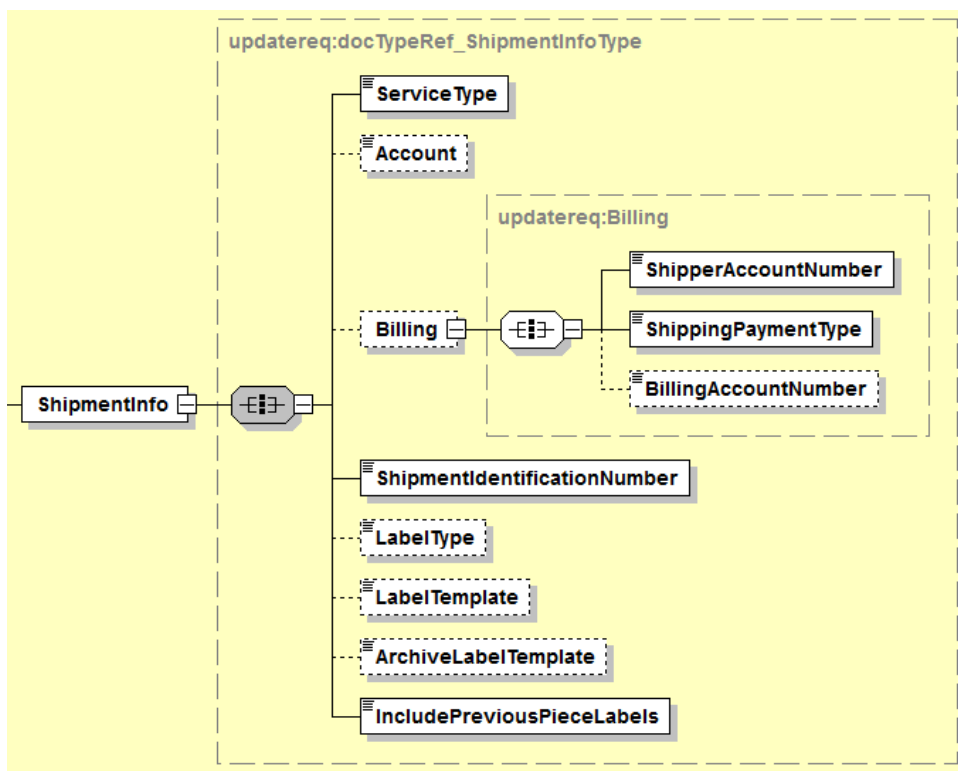 updatereq:docTypeRef_ShipmentInfoType
ServiceType
Account
updatereq:Billing
ShipperAccountNumber
Billing
ShippingPaymentType
BillingAccountNumber
ShipmentInfo
ShipmentIdentificationNumber
LabelType
LabelTemplate
ArchiveLabelTemplate
IncludePreviousPieceLabels